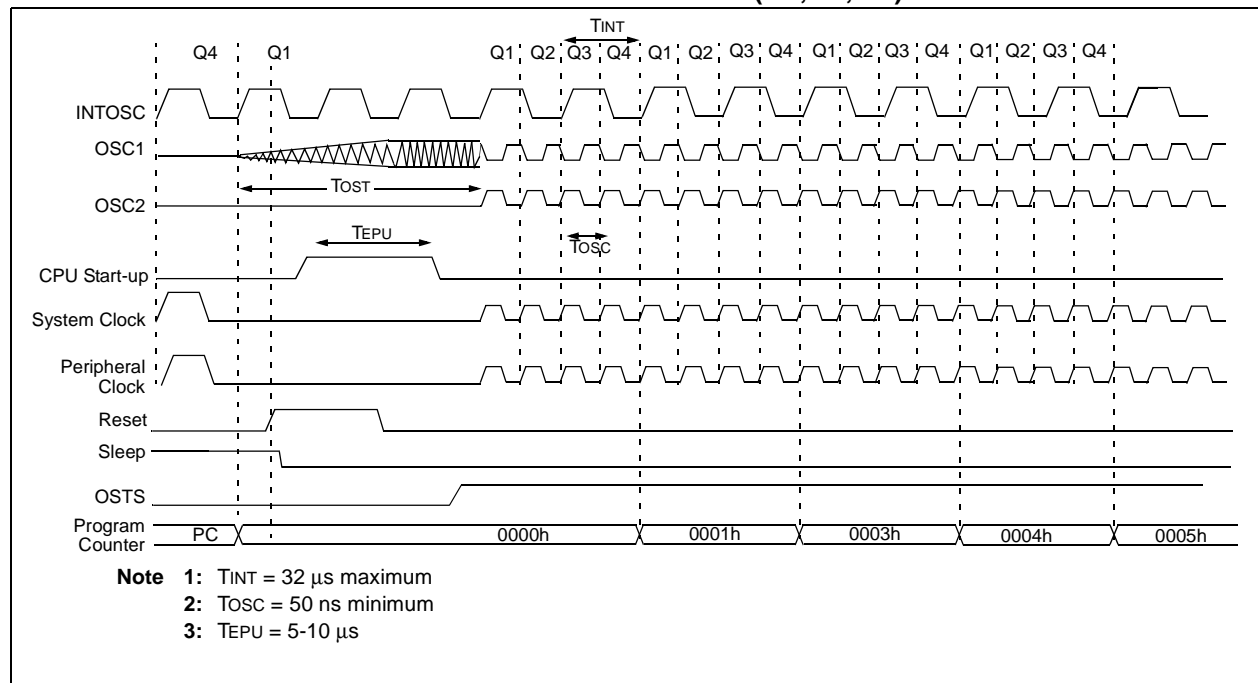 TINT
Q4 Q1 Q1 Q2 Q3 Q4 Q1 Q2 Q3 Q4 Q1 Q2 Q3 Q4 Q1 Q2 Q3 Q4
INTOSC
OSC1
TOST
OSC2
TEPU
TOSC
CPU Start-up
System Clock
Peripheral
Clock
Reset
Sleep
OSTS
Program
Counter
PC 0000h 0001h 0003h 0004h 0005h
Note 1: TINT = 32 μs maximum
2: TOSC = 50 ns minimum
3: TEPU = 5-10 μs